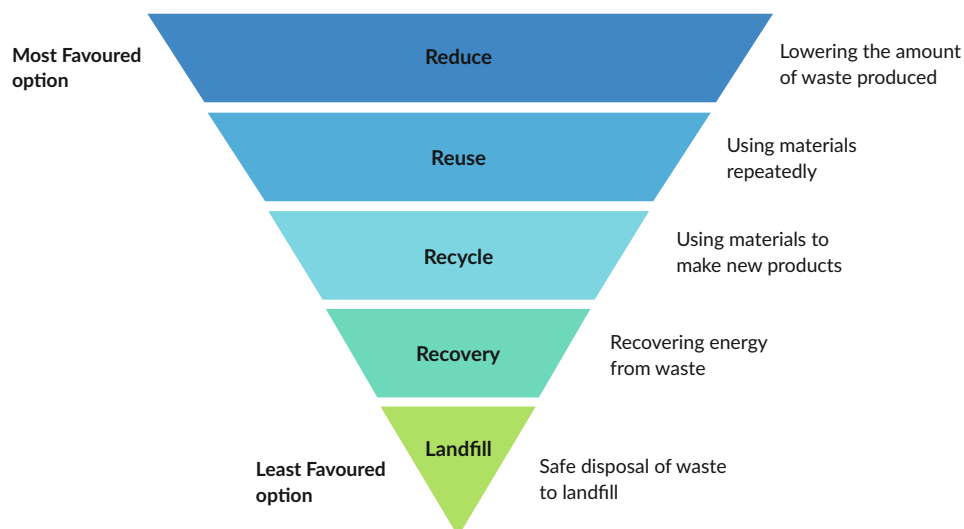 Most Favoured
option
Reduce
Lowering the amount
of waste produced
Reuse
Using materials
repeatedly
Recycle
Using materials to
make new products
Recovery
Recovering energy
from waste
Landfill
Least Favoured
option
Safe disposal of waste
to landfill